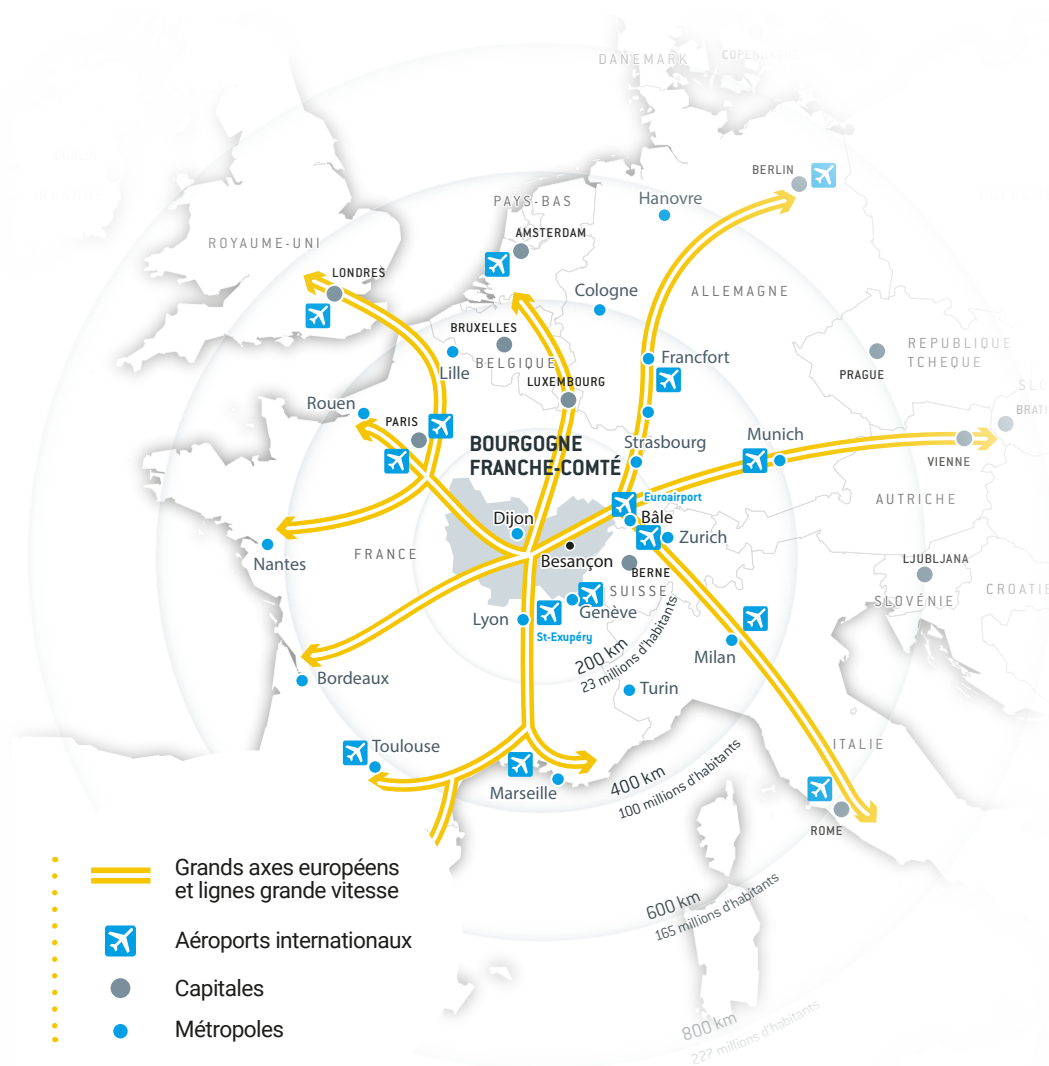 DANEMARK
COPENHAGUE
BERLIN
Hanovre
PAYS-BAS
AMSTERDAM
ROYAUME-UNI
LONDRES
Cologne
ALLEMAGNE
BRUXELLES
BELGIQUE
Lille
LUXEMBOURG
Francfort
REPUBLIQUE
TCHEQUE
PRAGUE
Rouen
PARIS
BOURGOGNE
FRANCHE-COMTÉ
Strasbourg
Munich
VIENNE
AUTRICHE
Euroairport
Bâle
Dijon
Zurich
FRANCE
Nantes
Besançon
BERNE
SUISSE
LJUBLJANA
SLOVÉNIE
CROATIE
Genève
Lyon
St-Exupéry
200 km
23 millions d'habitants
Milan
Turin
Bordeaux
Toulouse
Marseille
ITALIE
400 km
100 millions d'habitants
ROME
600 km
165 millions d'habitants
800 km
227 millions d'habitants
Grands axes européens
et lignes grande vitesse
Aéroports internationaux
Capitales
Métropoles